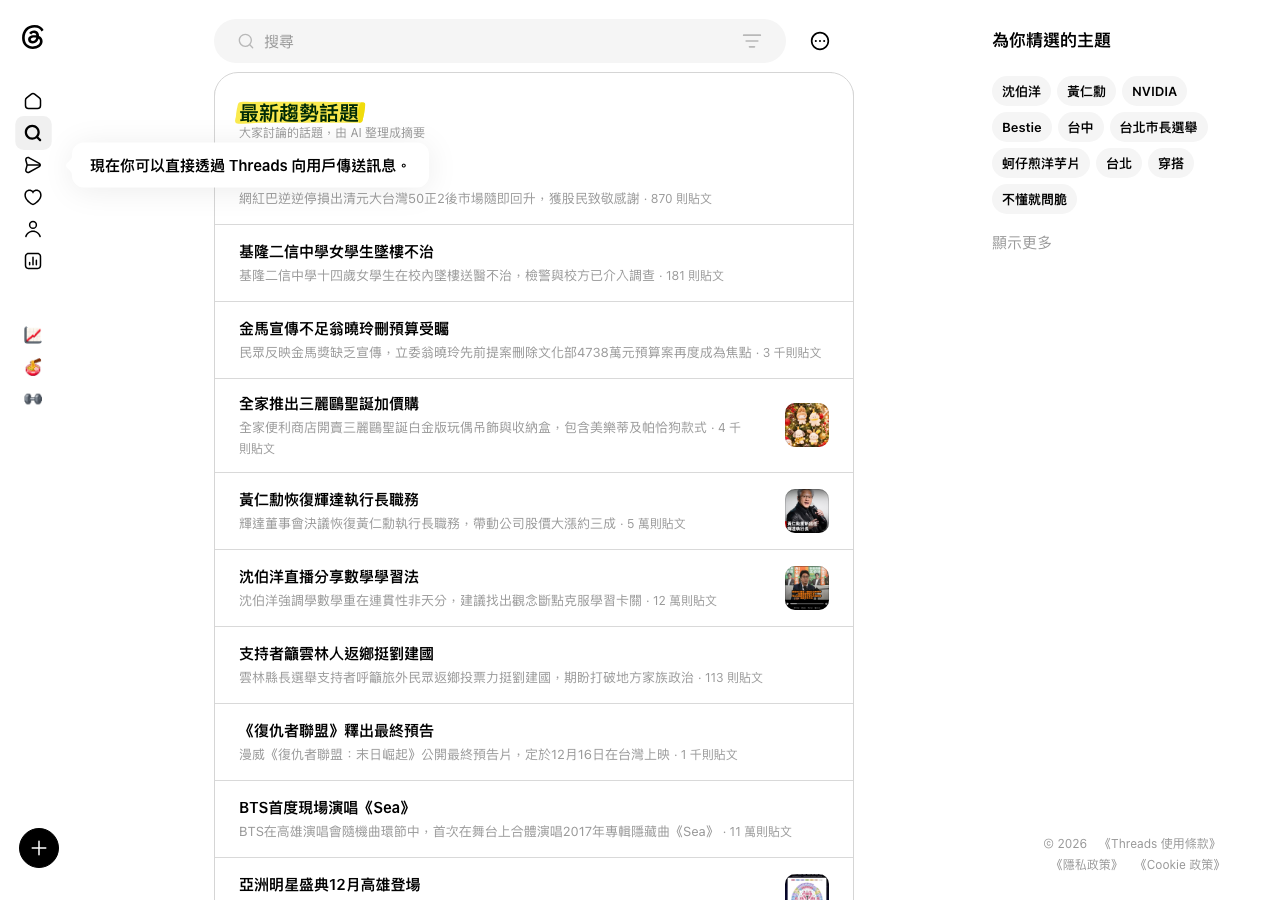 搜尋
最新趨勢話題
大家討論的話題，由 AI 整理成摘要
現在你可以直接透過 Threads 向用戶傳送訊息。
網紅巴逆逆停損出清元大台灣50正2後市場隨即回升，獲股民致敬感謝 · 870 則貼文
基隆二信中學女學生墜樓不治
基隆二信中學十四歲女學生在校內墜樓送醫不治，檢警與校方已介入調查 · 181 則貼文
金馬宣傳不足翁曉玲刪預算受矚
民眾反映金馬獎缺乏宣傳，立委翁曉玲先前提案刪除文化部4738萬元預算案再度成為焦點 · 3 千則貼文
全家推出三麗鷗聖誕加價購
全家便利商店開賣三麗鷗聖誕白金版玩偶吊飾與收納盒，包含美樂蒂及帕恰狗款式 · 4 千
則貼文
黃仁勳恢復輝達執行長職務
輝達董事會決議恢復黃仁勳執行長職務，帶動公司股價大漲約三成 · 5 萬則貼文
沈伯洋直播分享數學學習法
沈伯洋強調學數學重在連貫性非天分，建議找出觀念斷點克服學習卡關 · 12 萬則貼文
支持者籲雲林人返鄉挺劉建國
雲林縣長選舉支持者呼籲旅外民眾返鄉投票力挺劉建國，期盼打破地方家族政治 · 113 則貼文
《復仇者聯盟》釋出最終預告
漫威《復仇者聯盟：末日崛起》公開最終預告片，定於12月16日在台灣上映 · 1 千則貼文
BTS首度現場演唱《Sea》
BTS在高雄演唱會隨機曲環節中，首次在舞台上合體演唱2017年專輯隱藏曲《Sea》 · 11 萬則貼文
亞洲明星盛典12月高雄登場
為你精選的主題
沈伯洋 黃仁勳 NVIDIA
Bestie 台中 台北市長選舉
蚵仔煎洋芋片 台北 穿搭
不懂就問脆
顯示更多
© 2026 《Threads 使用條款》
《隱私政策》 《Cookie 政策》